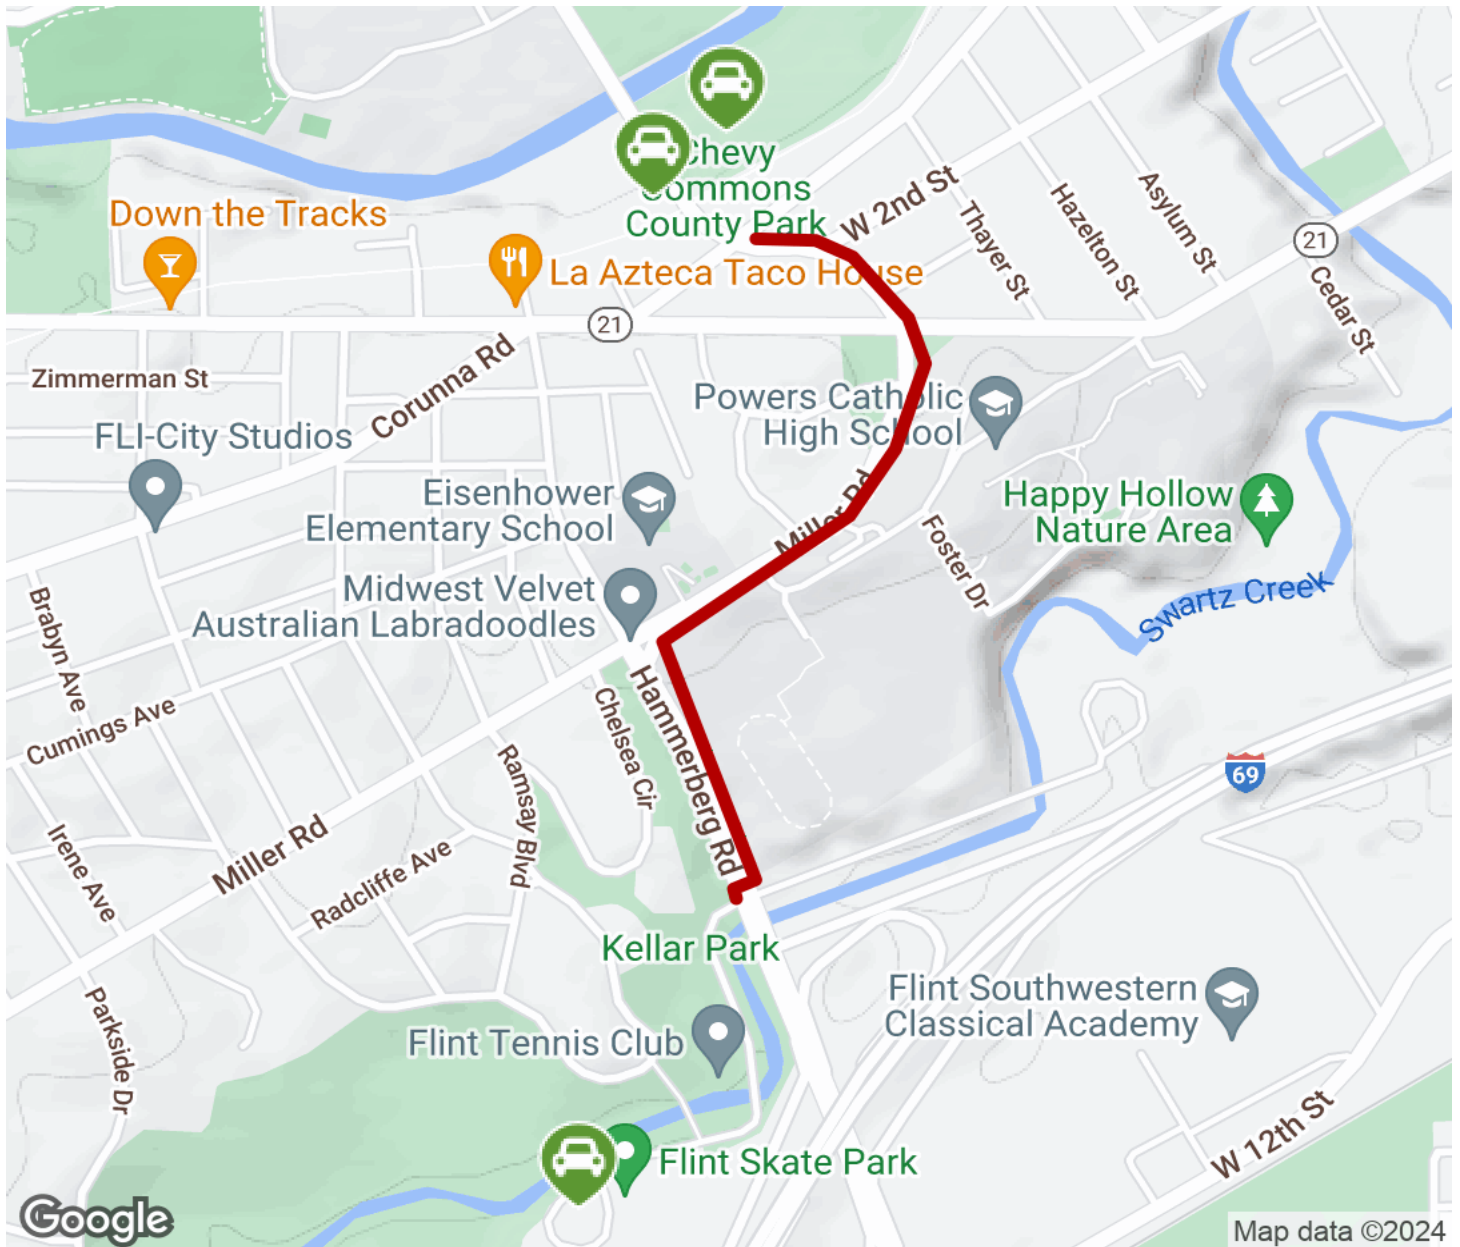 Chevy
Commons
County Park
Down the Tracks
W 2nd St
Thayer St
Hazelton St
Asylum St
21
Cedar St
La Azteca Taco House
21
Zimmerman St
Corunna Rd
FLI-City Studios
Powers Catholic
High School
Eisenhower
Elementary School
Miller Rd
Happy Hollow
Nature Area
Foster Dr
Midwest Velvet
Australian Labradoodles
Swartz Creek
Brabyn Ave
Cumings Ave
Hammerberg Rd
Chelsea Cir
Ramsay Blvd
69
Irene Ave
Miller Rd
Radcliffe Ave
Kellar Park
Parkside Dr
Flint Southwestern
Classical Academy
Flint Tennis Club
W 12th St
Flint Skate Park
Google
Map data ©2024